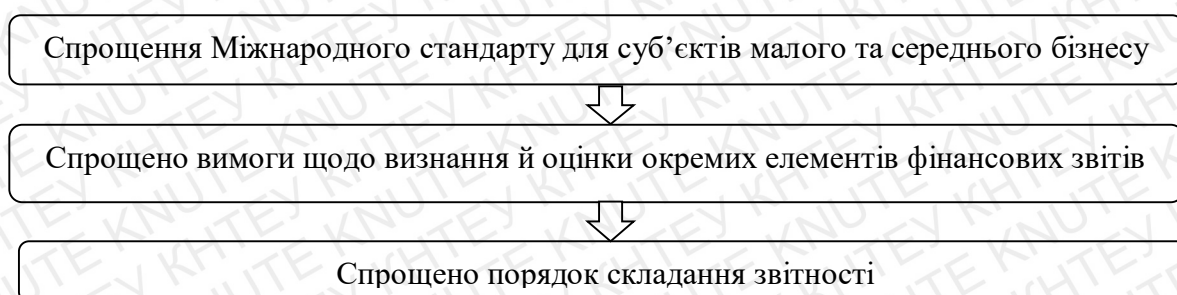 Спрощення Міжнародного стандарту для суб’єктів малого та середнього бізнесу
Спрощено вимоги щодо визнання й оцінки окремих елементів фінансових звітів
Спрощено порядок складання звітності